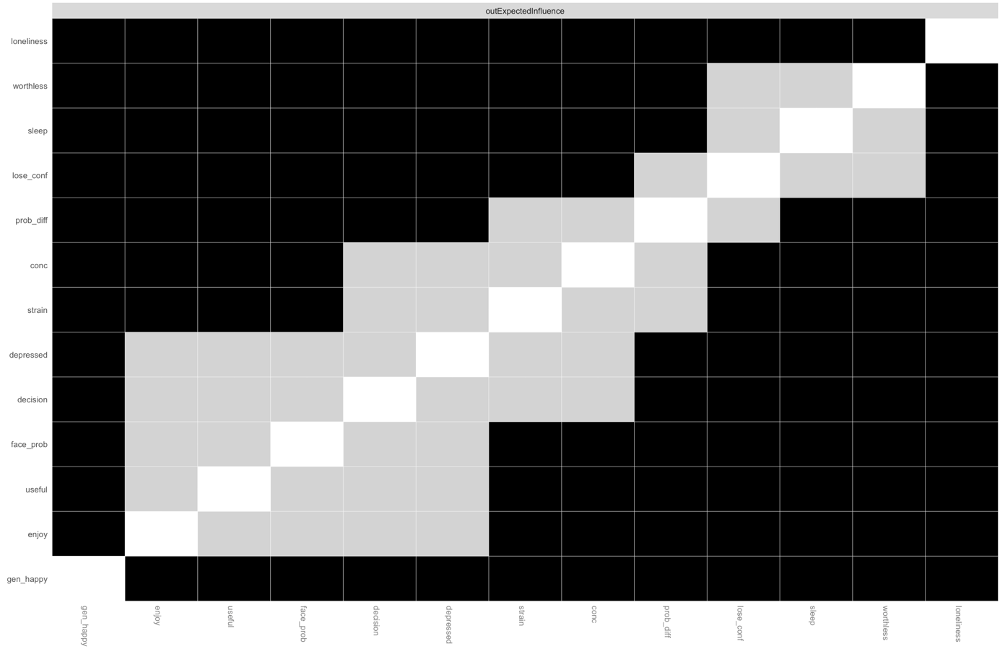 outExpectedInfluence
loneliness
worthless
sleep
lose_conf
prob_diff
conc
strain
depressed
decision
face_prob
useful
enjoy
gen_happy
gen_happy
enjoy
useful
face_prob
decision
depressed
strain
conc
prob_diff
lose_conf
sleep
worthless
loneliness